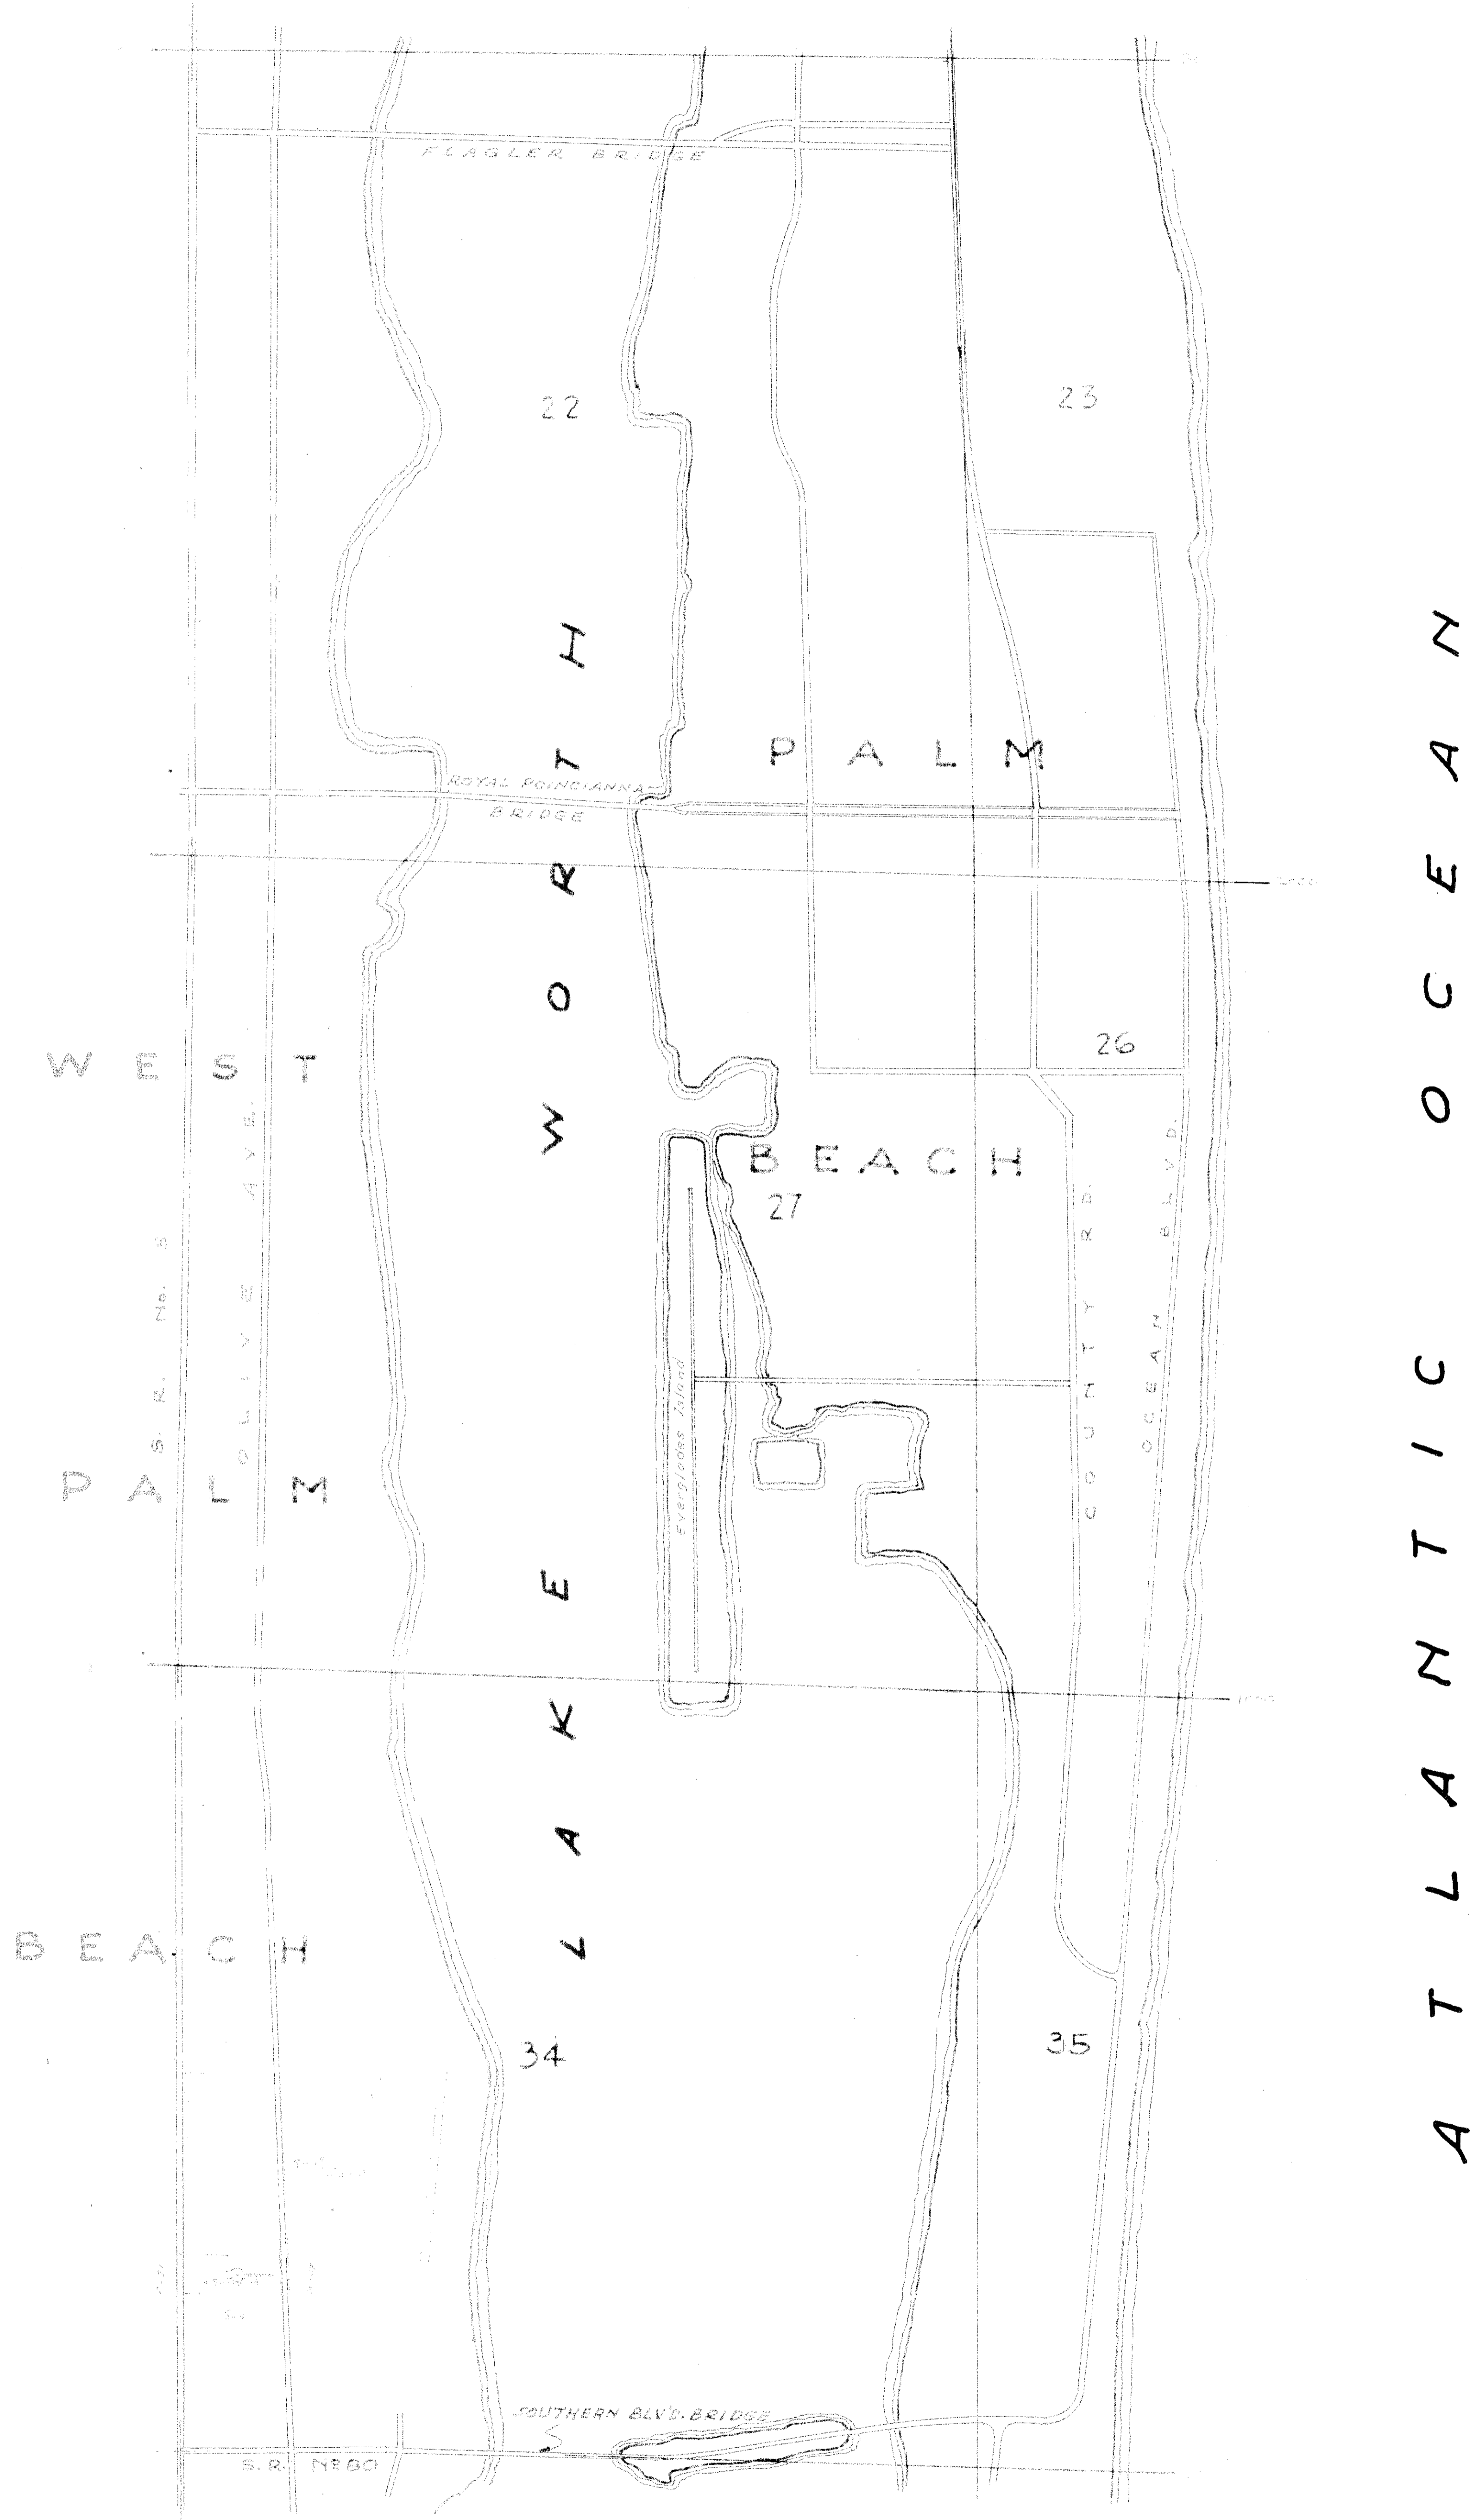 FLAGLER BRIDGE
22
23
ROYAL POINCIANNA
BRIDGE
PALM
BEACH
26
27
WEST
PALM
BEACH
S.R. No. 5
OLIVE AVE.
LAKE WORTH
Everglades Island
COUNTY RD.
OCEAN BLVD.
ATLANTIC OCEAN
34
35
SOUTHERN BLV'D. BRIDGE
S.R. No 80